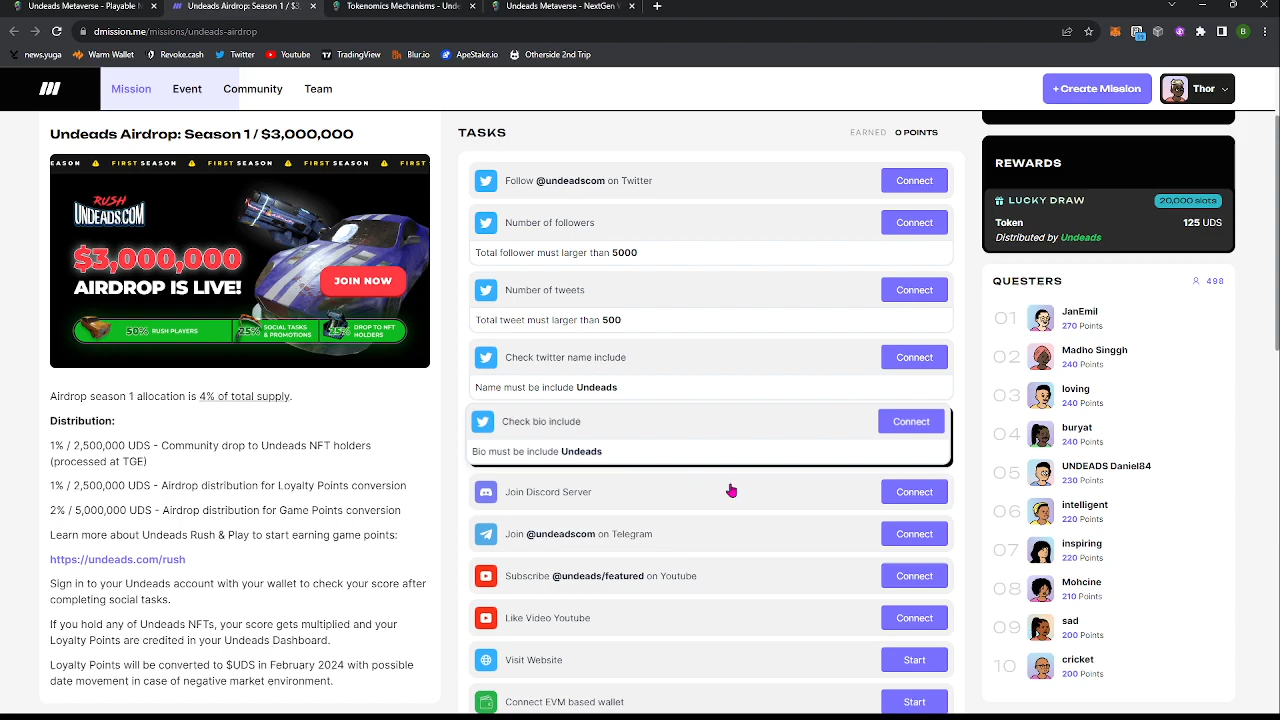 Undeads Metaverse - Playable N
Undeads Airdrop: Season 1 / $3,
Tokenomics Mechanisms - Unde
Undeads Metaverse - NextGen V
dmission.me/missions/undeads-airdrop
news.yuga
Warm Wallet
Revoke.cash
Twitter
Youtube
TradingView
Blur.io
ApeStake.io
Otherside 2nd Trip
Mission
Event
Community
Team
+Create Mission
Thor
Undeads Airdrop: Season 1 / $3,000,000
EASON FIRST SEASON FIRST SEASON FIRST SEASON FIRST
RUSH
UNDEADS.COM
$3,000,000
AIRDROP IS LIVE!
JOIN NOW
50% RUSH PLAYERS
25% SOCIAL TASKS & PROMOTIONS
25% DROP TO NFT HOLDERS
Airdrop season 1 allocation is 4% of total supply.
Distribution:
1% / 2,500,000 UDS - Community drop to Undeads NFT holders
(processed at TGE)
1% / 2,500,000 UDS - Airdrop distribution for Loyalty Points conversion
2% / 5,000,000 UDS - Airdrop distribution for Game Points conversion
Learn more about Undeads Rush & Play to start earning game points:
https://undeads.com/rush
Sign in to your Undeads account with your wallet to check your score after
completing social tasks.
If you hold any of Undeads NFTs, your score gets multiplied and your
Loyalty Points are credited in your Undeads Dashboard.
Loyalty Points will be converted to $UDS in February 2024 with possible
date movement in case of negative market environment.
TASKS
EARNED 0 POINTS
Follow @undeadscom on Twitter
Connect
Number of followers
Connect
Total follower must larger than 5000
Number of tweets
Connect
Total tweet must larger than 500
Check twitter name include
Connect
Name must be include Undeads
Check bio include
Connect
Bio must be include Undeads
Join Discord Server
Connect
Join @undeadscom on Telegram
Connect
Subscribe @undeads/featured on Youtube
Connect
Like Video Youtube
Connect
Visit Website
Start
Connect EVM based wallet
Start
REWARDS
LUCKY DRAW
20,000 slots
Token
125 UDS
Distributed by Undeads
QUESTERS
498
01
JanEmil
270 Points
02
Madho Singgh
240 Points
03
loving
240 Points
04
buryat
240 Points
05
UNDEADS Daniel84
230 Points
06
intelligent
220 Points
07
inspiring
220 Points
08
Mohcine
210 Points
09
sad
200 Points
10
cricket
200 Points